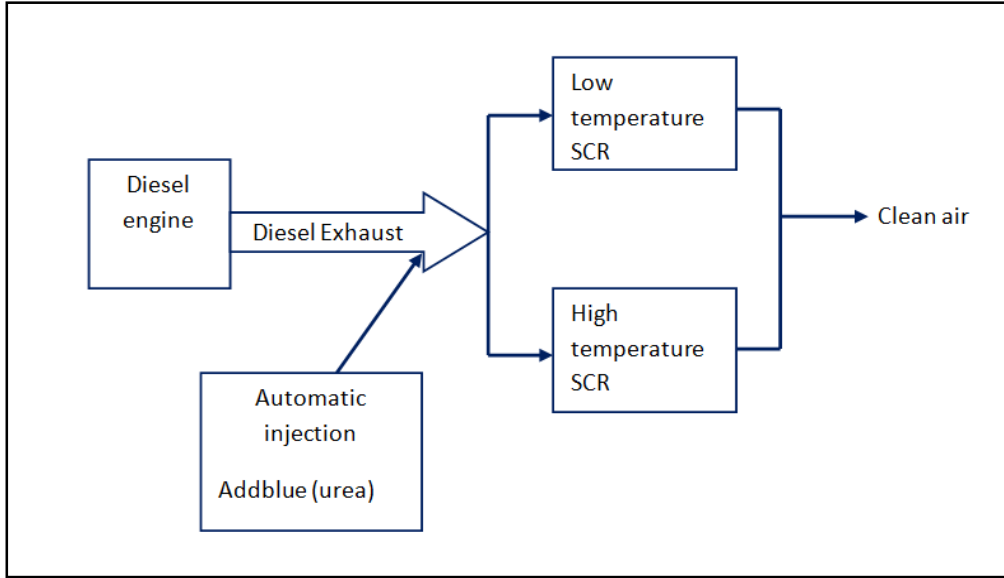 Diesel
engine
Diesel Exhaust
Automatic
injection
Addblue (urea)
Low
temperature
SCR
High
temperature
SCR
Clean air